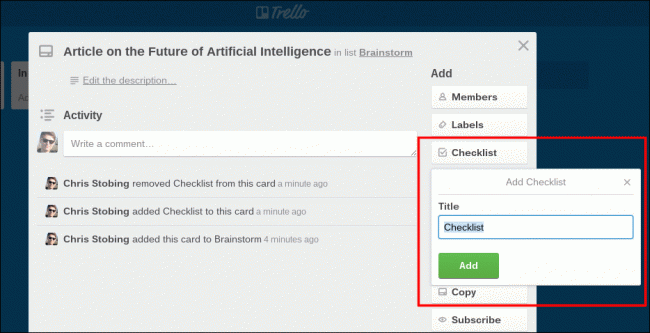 Trello
In
Ad
Article on the Future of Artificial Intelligence in list Brainstorm
Edit the description…
Activity
Write a comment…
Chris Stobing removed Checklist from this card a minute ago
Chris Stobing added Checklist to this card a minute ago
Chris Stobing added this card to Brainstorm 4 minutes ago
Add
Members
Labels
Checklist
Add Checklist
Title
Checklist
Add
Copy
Subscribe